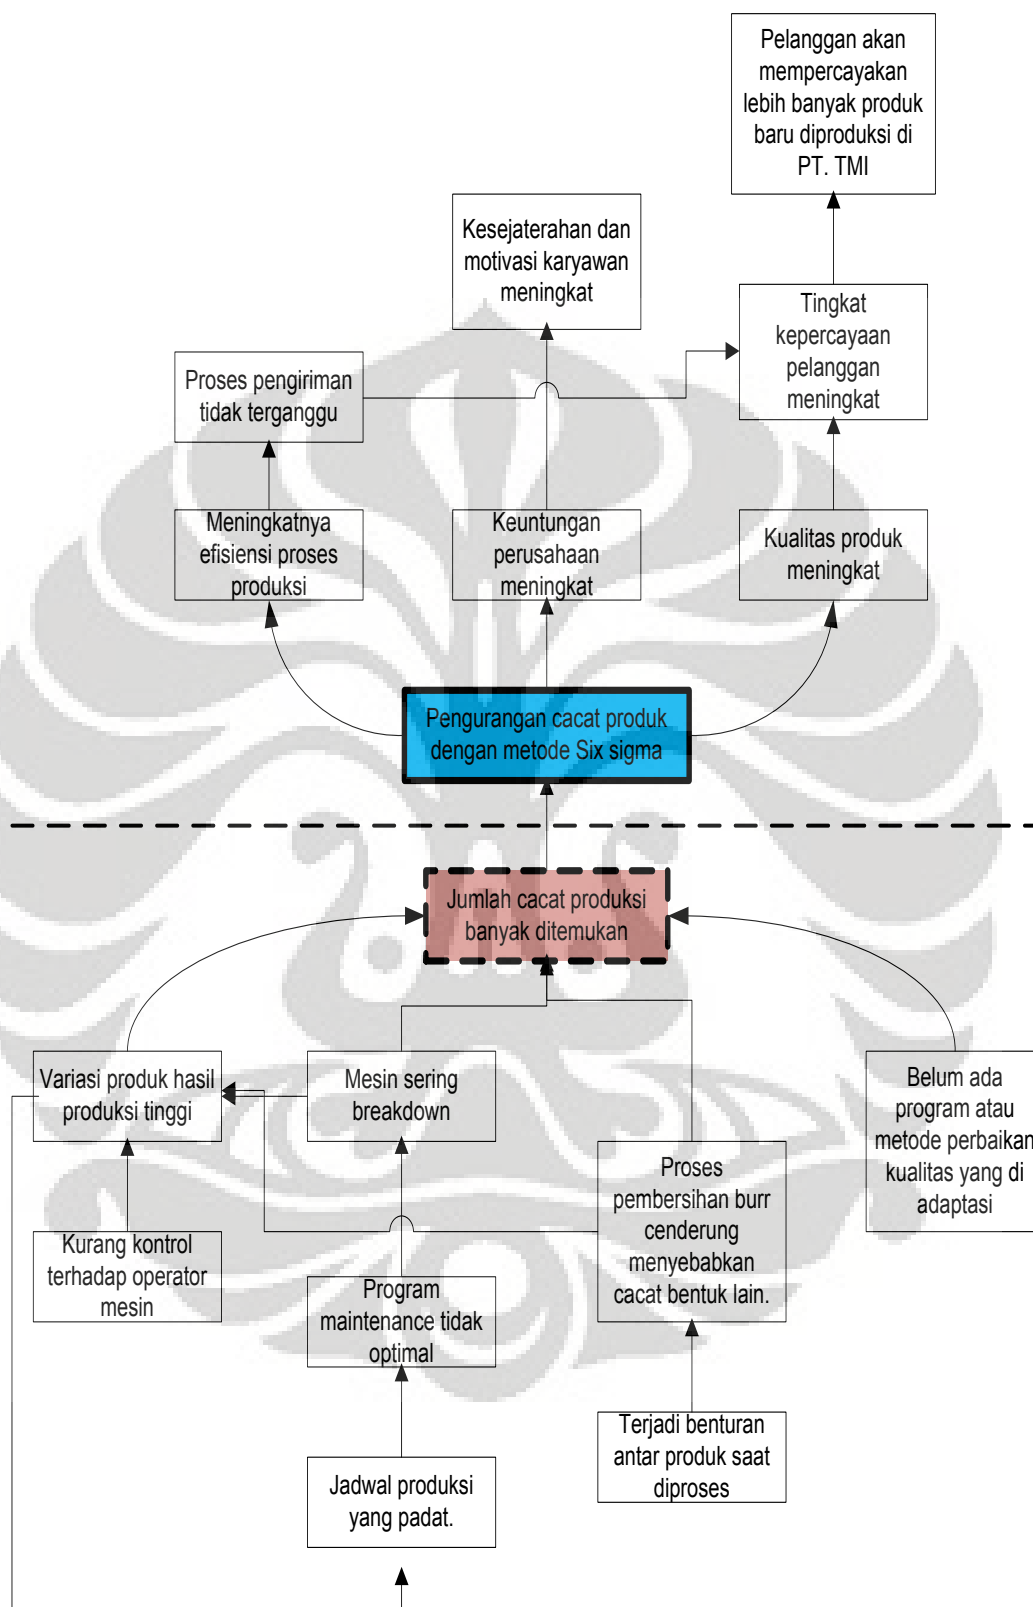 Pelanggan akan
mempercayakan
lebih banyak produk
baru diproduksi di
PT. TMI
Kesejaterahan dan
motivasi karyawan
meningkat
Tingkat
kepercayaan
pelanggan
meningkat
Proses pengiriman
tidak terganggu
Meningkatnya
efisiensi proses
produksi
Keuntungan
perusahaan
meningkat
Kualitas produk
meningkat
Pengurangan cacat produk
dengan metode Six sigma
Jumlah cacat produksi
banyak ditemukan
Variasi produk hasil
produksi tinggi
Mesin sering
breakdown
Belum ada
program atau
metode perbaikan
kualitas yang di
adaptasi
Proses
pembersihan burr
cenderung
menyebabkan
cacat bentuk lain.
Kurang kontrol
terhadap operator
mesin
Program
maintenance tidak
optimal
Terjadi benturan
antar produk saat
diproses
Jadwal produksi
yang padat.